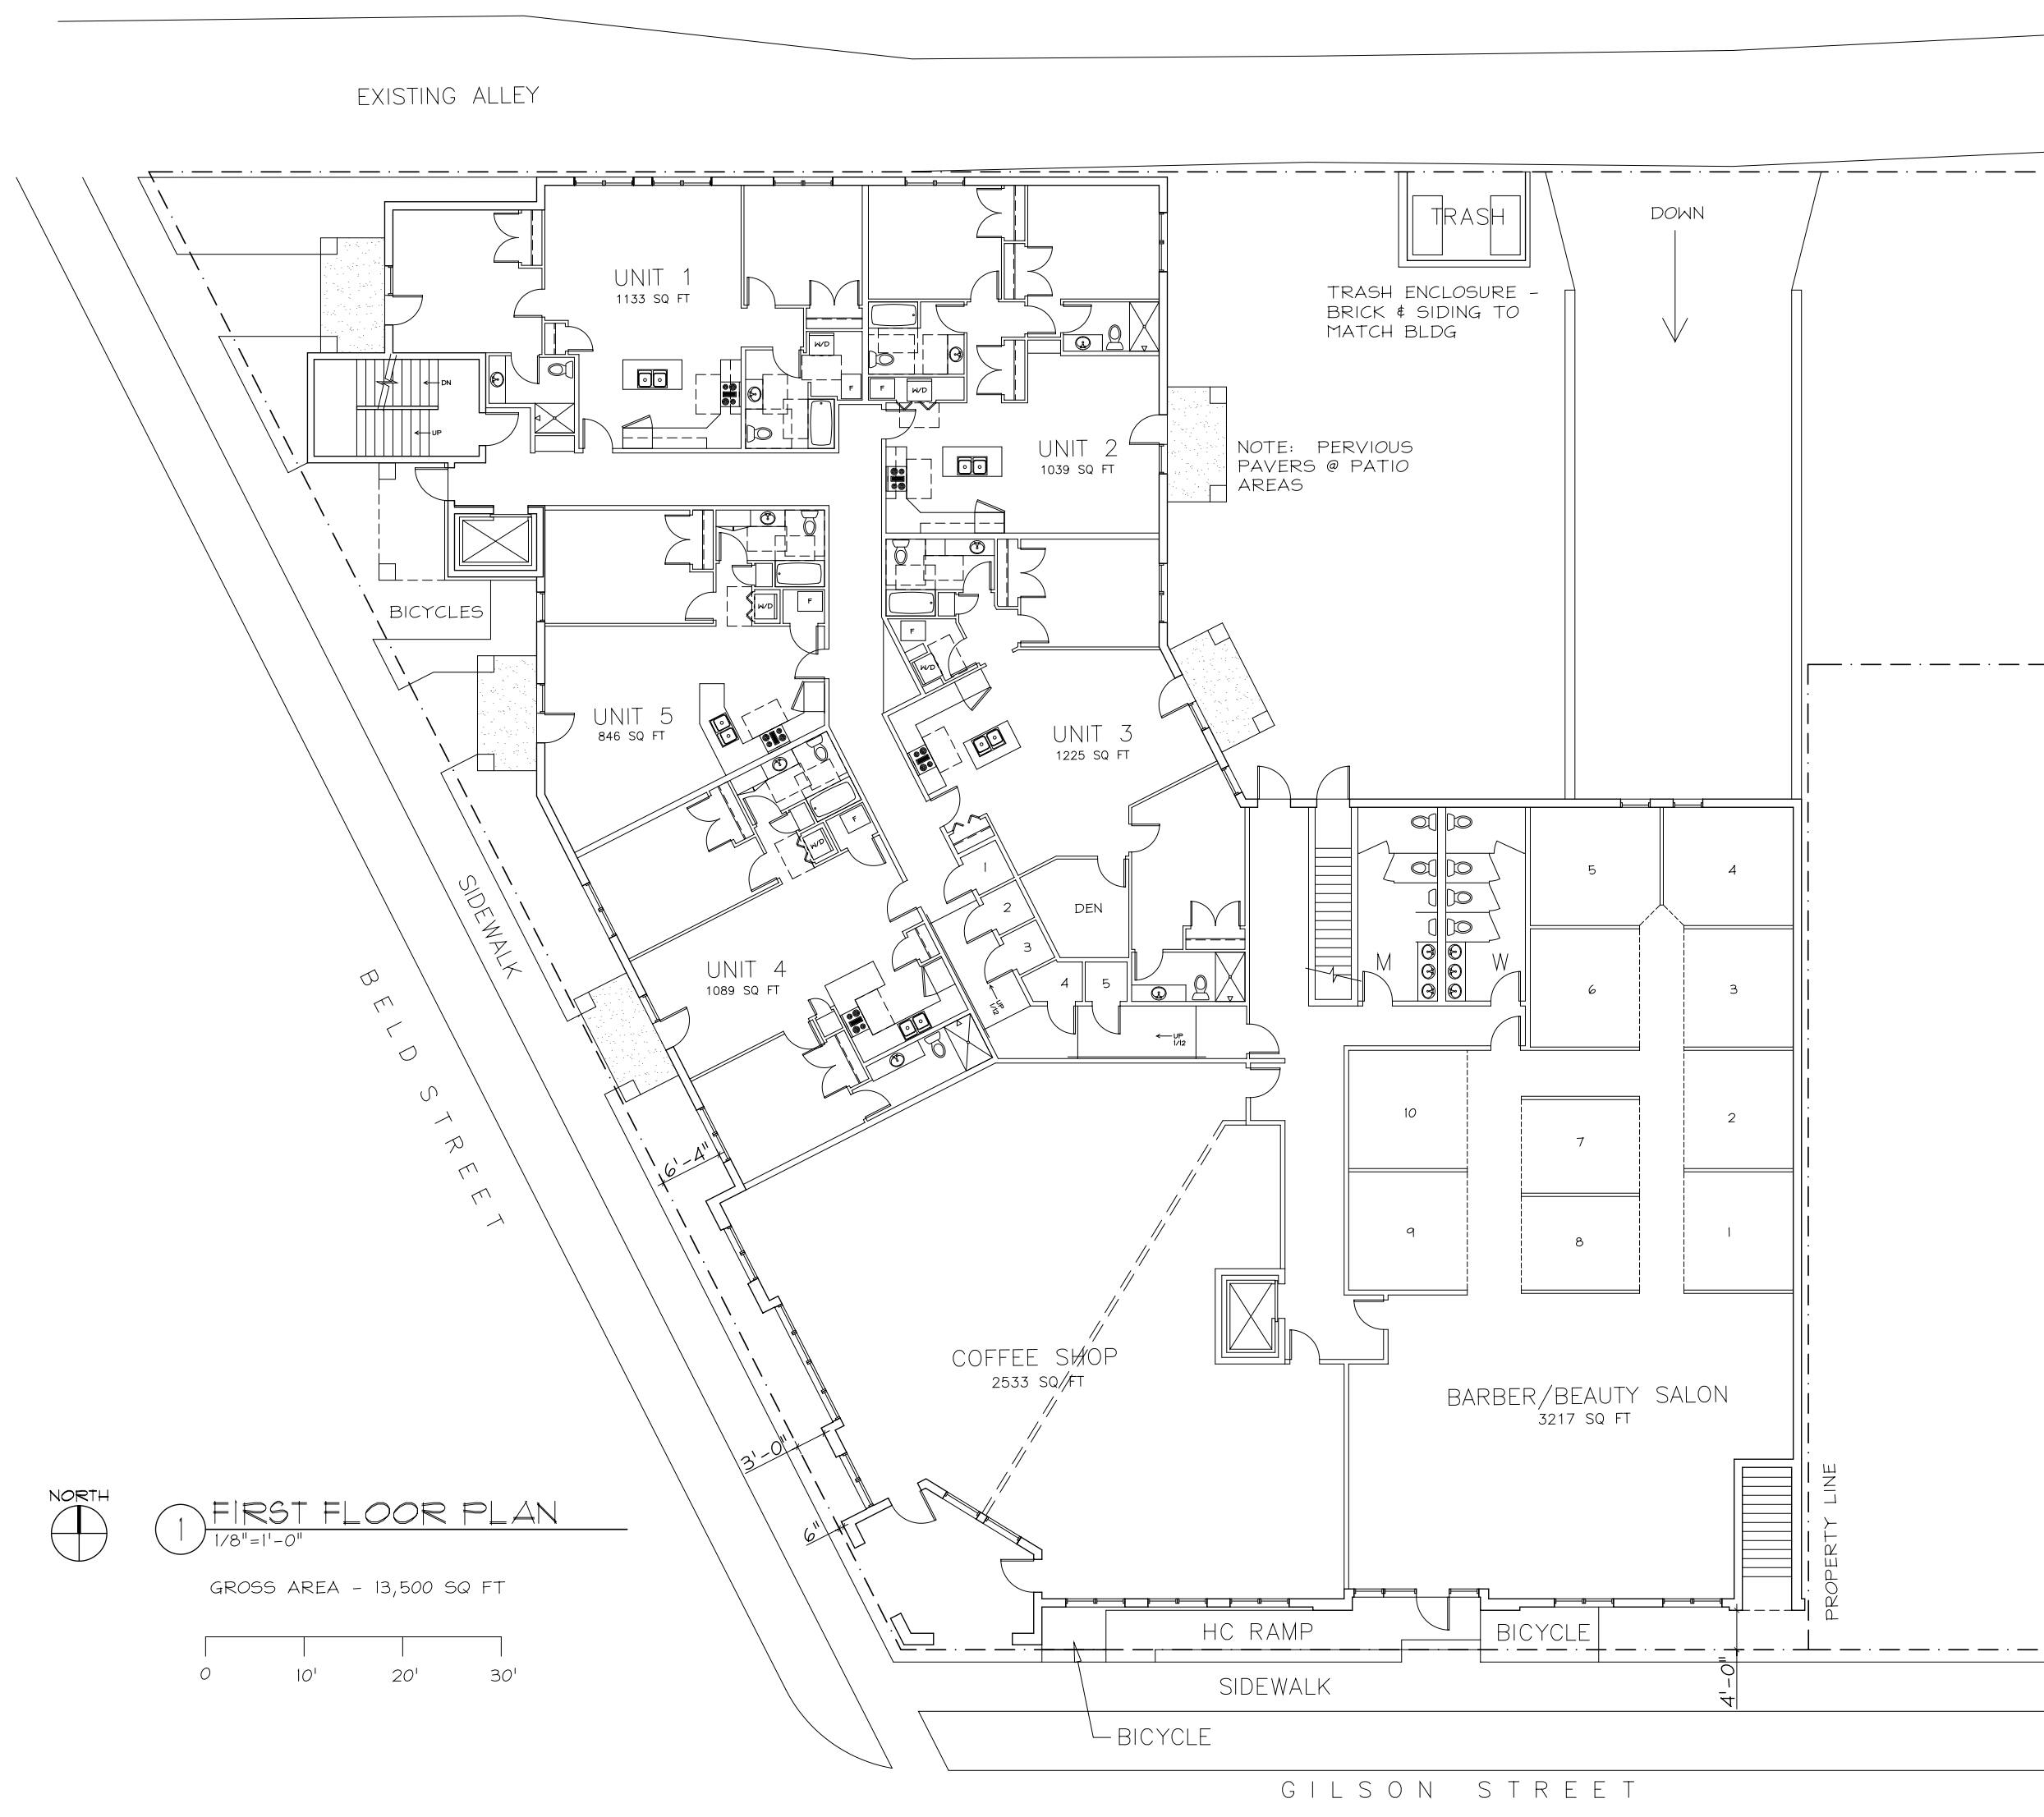 EXISTING ALLEY
TRASH
DOWN
UNIT 1
1133 SQ FT
TRASH ENCLOSURE -
BRICK & SIDING TO
MATCH BLDG
W/D
F
F
W/D
DN
UP
UNIT 2
1039 SQ FT
NOTE: PERVIOUS
PAVERS @ PATIO
AREAS
BICYCLES
W/D
F
F
W/D
UNIT 5
846 SQ FT
UNIT 3
1225 SQ FT
F
W/D
1
2
3
4
5
DEN
UP
1/12
UP
1/12
SIDEWALK
BELD STREET
UNIT 4
1089 SQ FT
M
W
5
4
6
3
10
7
2
9
8
1
6'-4"
COFFEE SHOP
2533 SQ FT
BARBER/BEAUTY SALON
3217 SQ FT
3'-0"
6"
PROPERTY LINE
NORTH
1
FIRST FLOOR PLAN
1/8"=1'-0"
GROSS AREA - 13,500 SQ FT
0
10'
20'
30'
HC RAMP
BICYCLE
SIDEWALK
4'-0"
BICYCLE
GILSON STREET